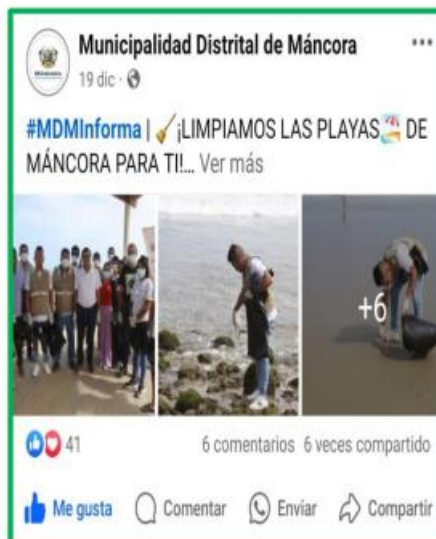 Municipalidad Distrital de Máncora
19 dic ·
#MDMInforma | ¡LIMPIAMOS LAS PLAYAS DE
MÁNCORA PARA TI!... Ver más
+6
41
6 comentarios 6 veces compartido
Me gusta
Comentar
Enviar
Compartir